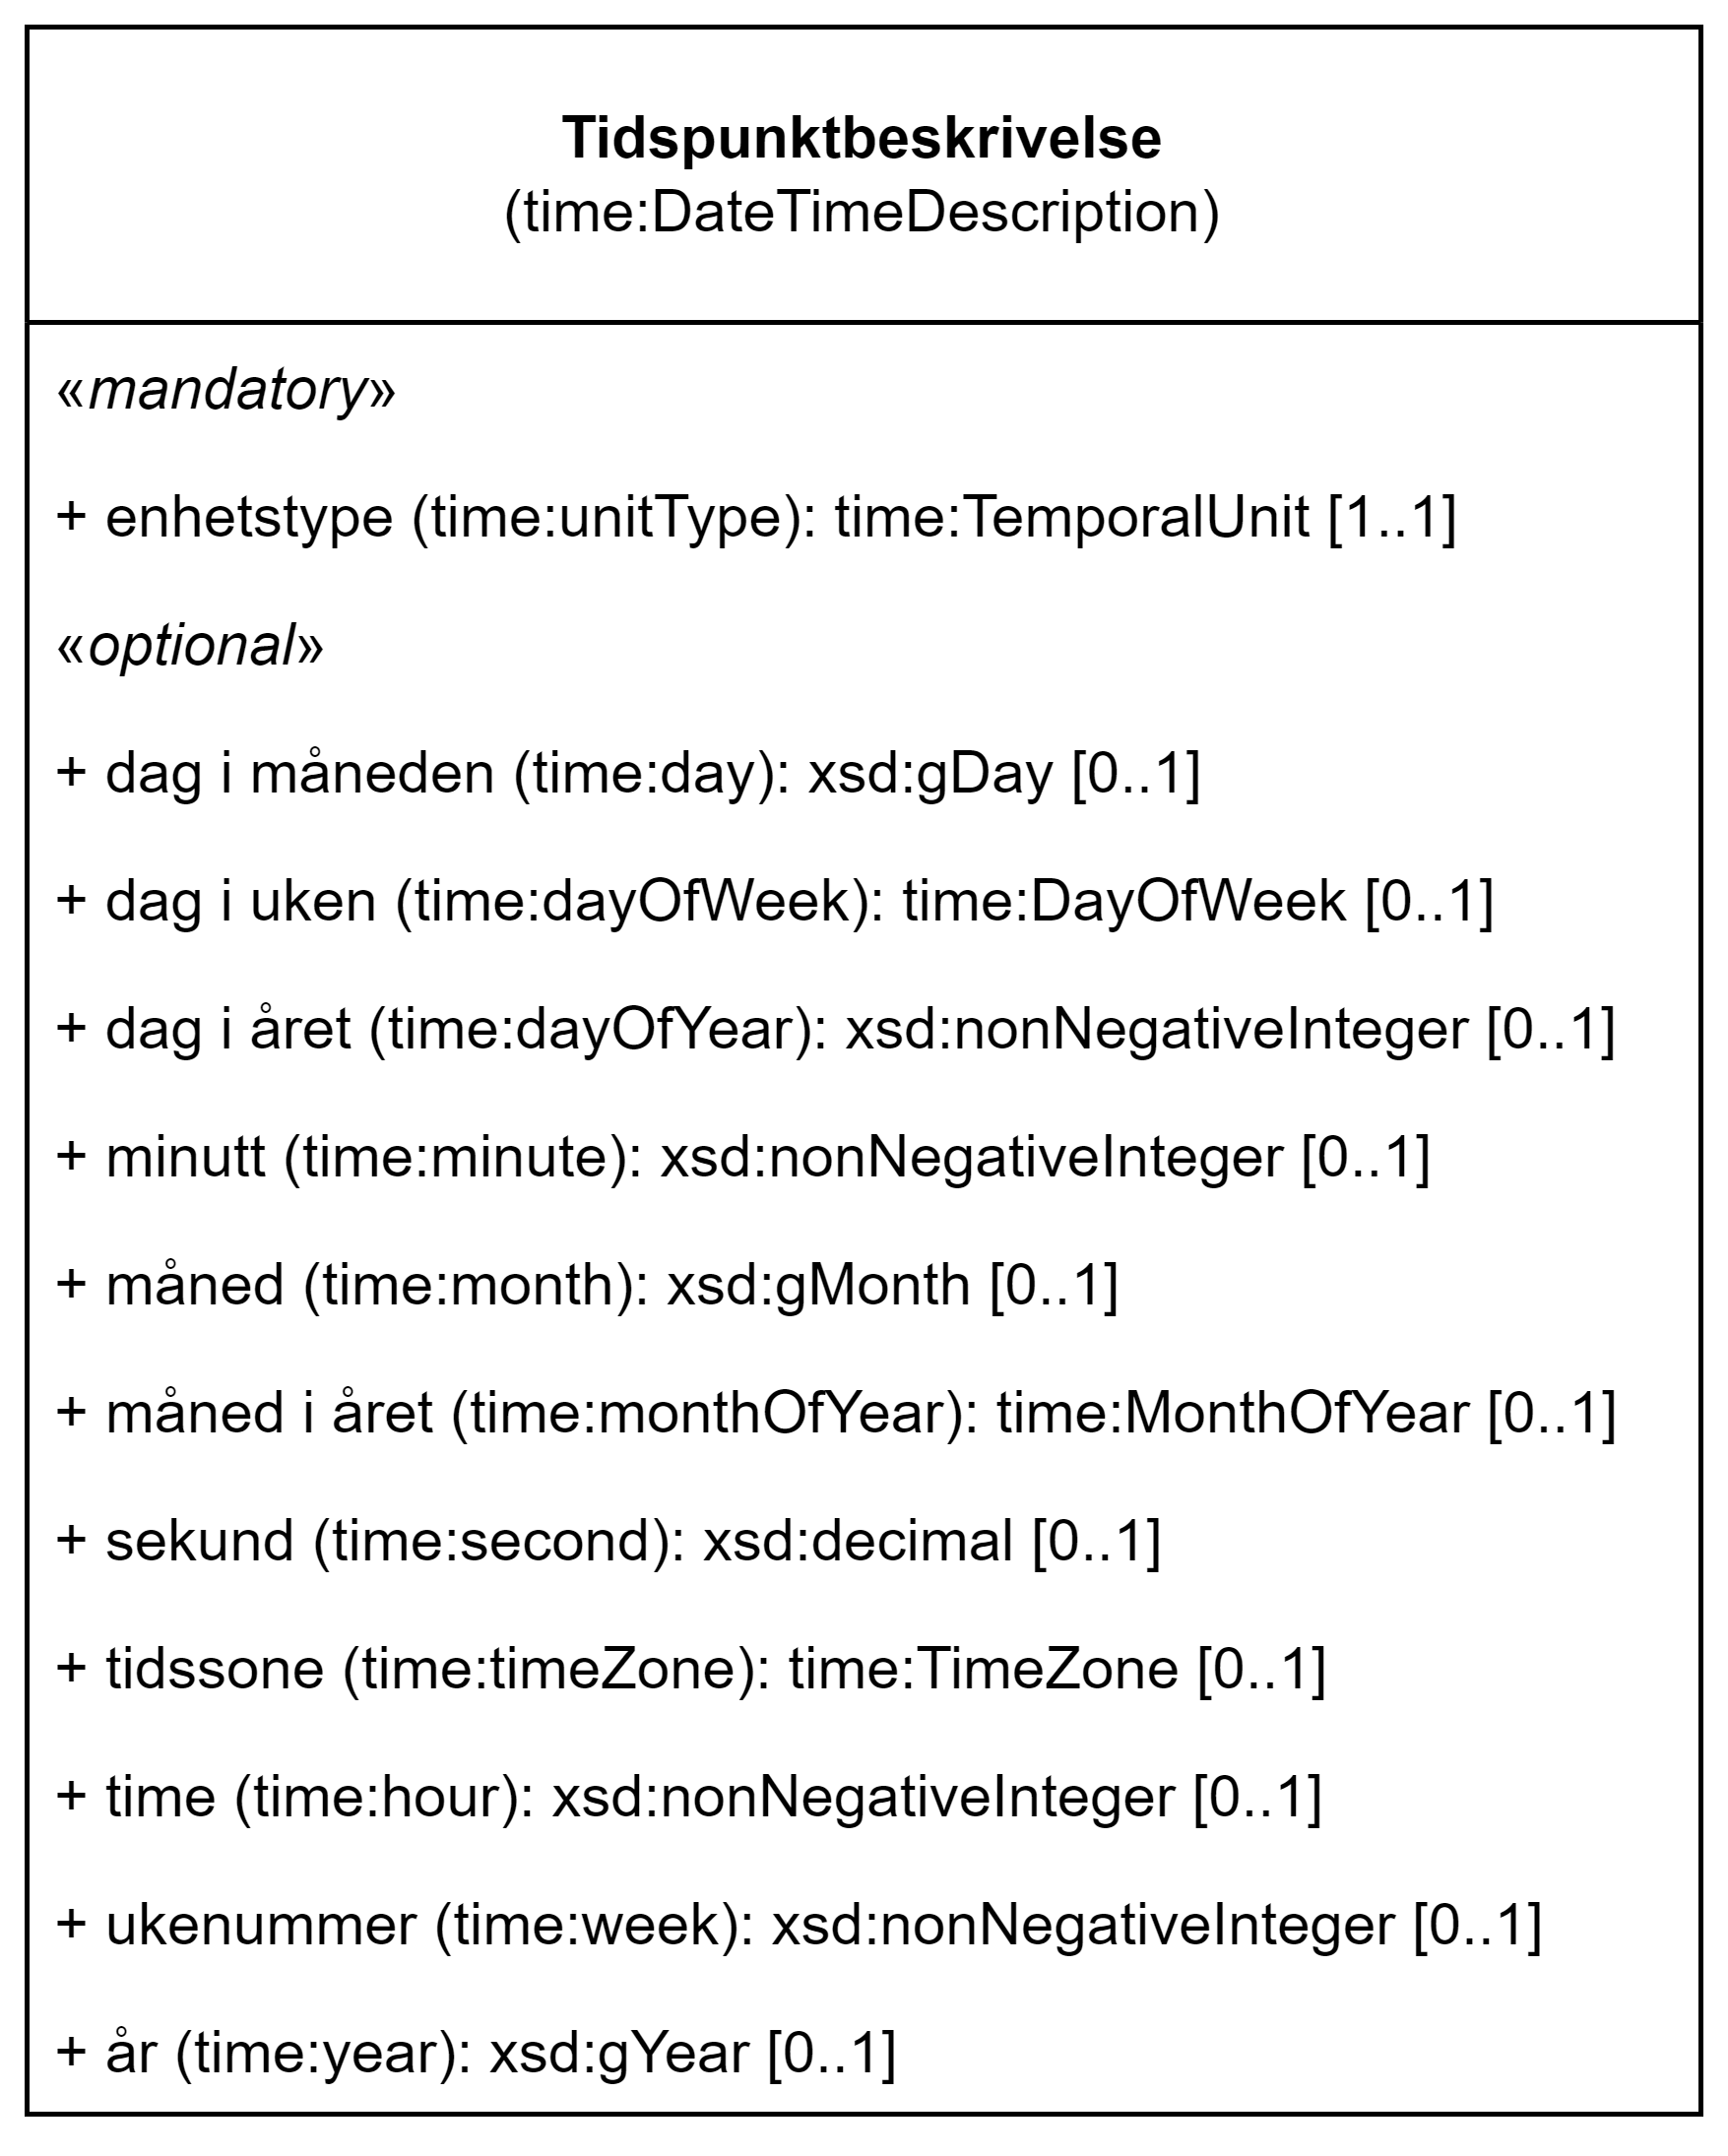 Tidspunktbeskrivelse
(time:DateTimeDescription)
«mandatory»
+ enhetstype (time:unitType): time:TemporalUnit [1..1]
«optional»
+ dag i måneden (time:day): xsd:gDay [0..1]
+ dag i uken (time:dayOfWeek): time:DayOfWeek [0..1]
+ dag i året (time:dayOfYear): xsd:nonNegativeInteger [0..1]
+ minutt (time:minute): xsd:nonNegativeInteger [0..1]
+ måned (time:month): xsd:gMonth [0..1]
+ måned i året (time:monthOfYear): time:MonthOfYear [0..1]
+ sekund (time:second): xsd:decimal [0..1]
+ tidssone (time:timeZone): time:TimeZone [0..1]
+ time (time:hour): xsd:nonNegativeInteger [0..1]
+ ukenummer (time:week): xsd:nonNegativeInteger [0..1]
+ år (time:year): xsd:gYear [0..1]